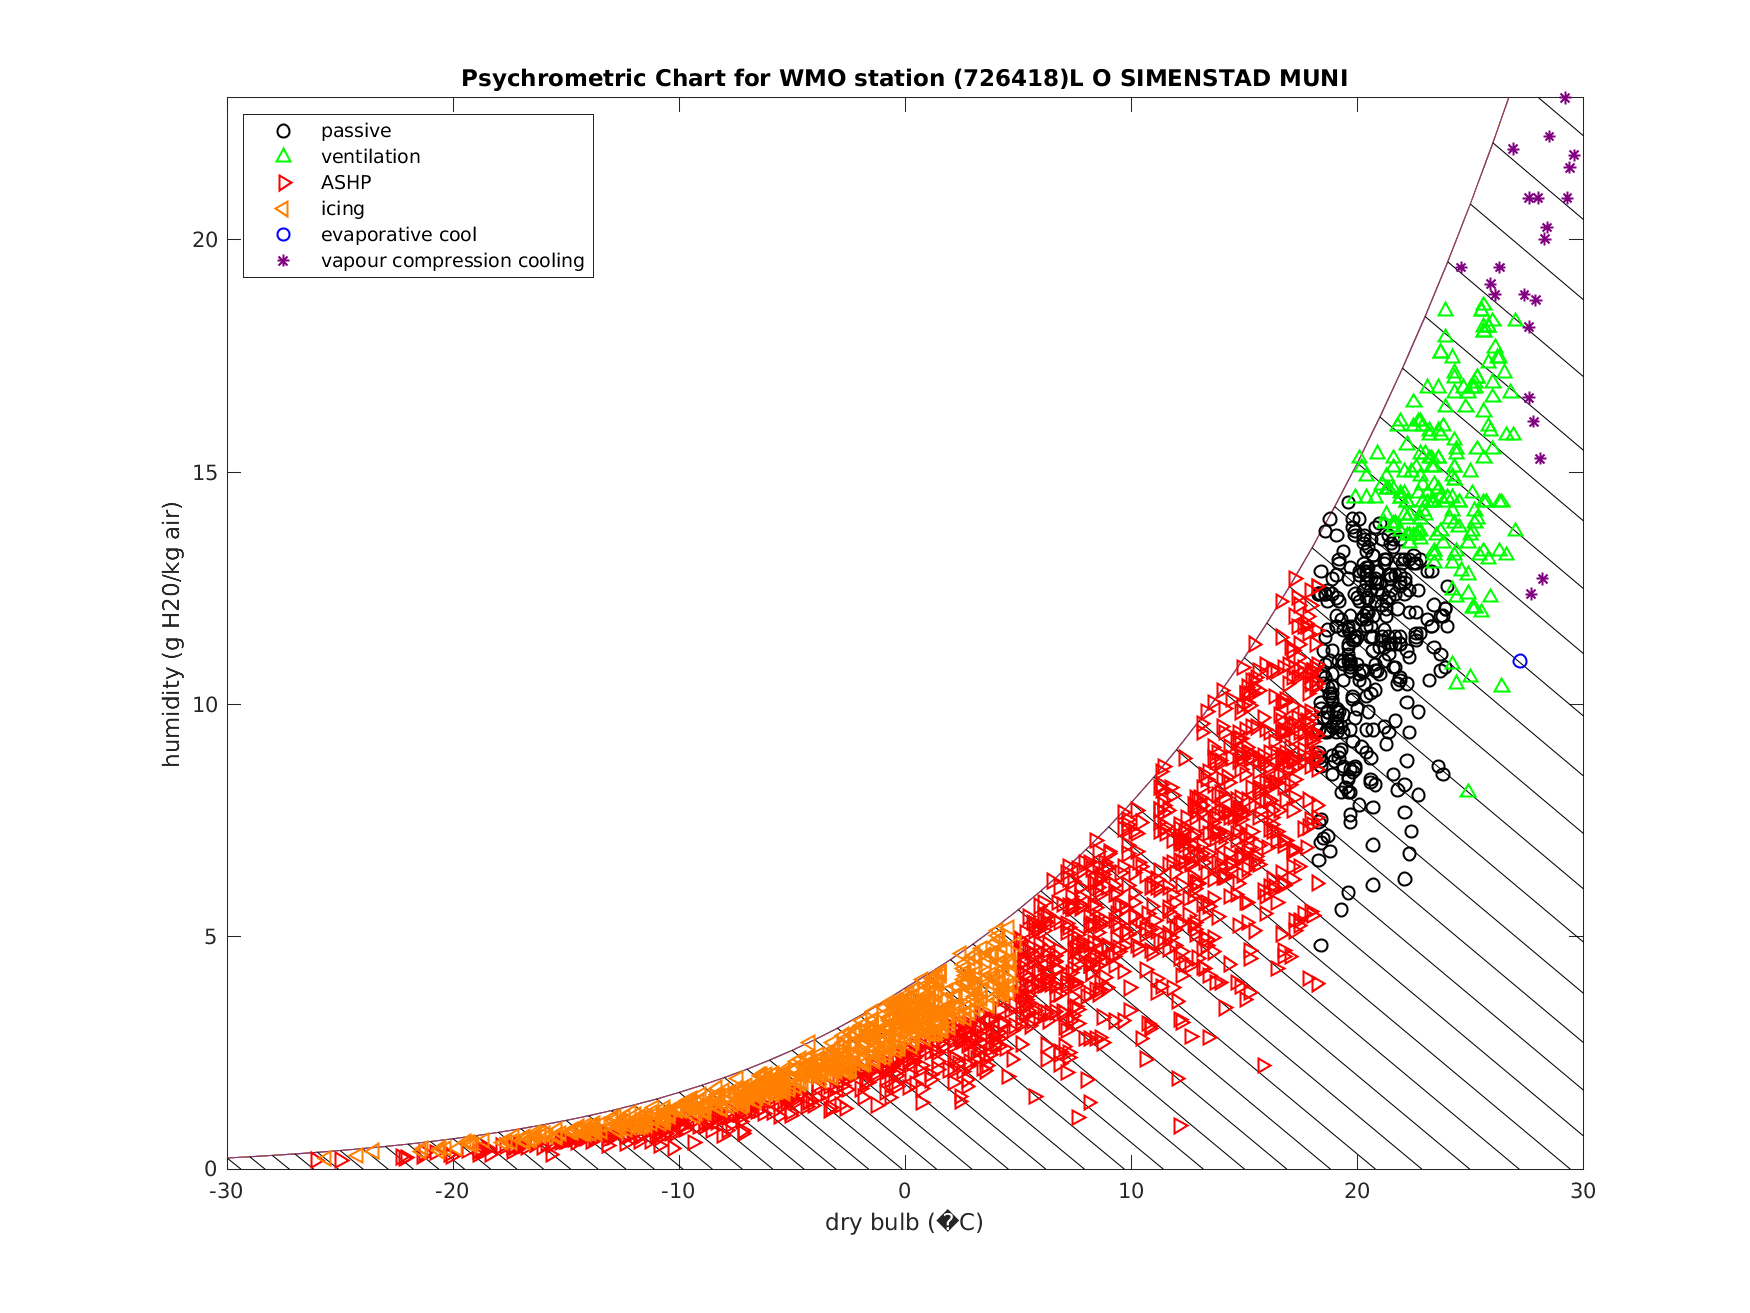 Psychrometric Chart for WMO station (726418)L O SIMENSTAD MUNI
passive
ventilation
ASHP
icing
evaporative cool
vapour compression cooling
humidity (g H20/kg air)
20
15
10
5
0
-30 -20 -10 0 10 20 30
dry bulb (�C)